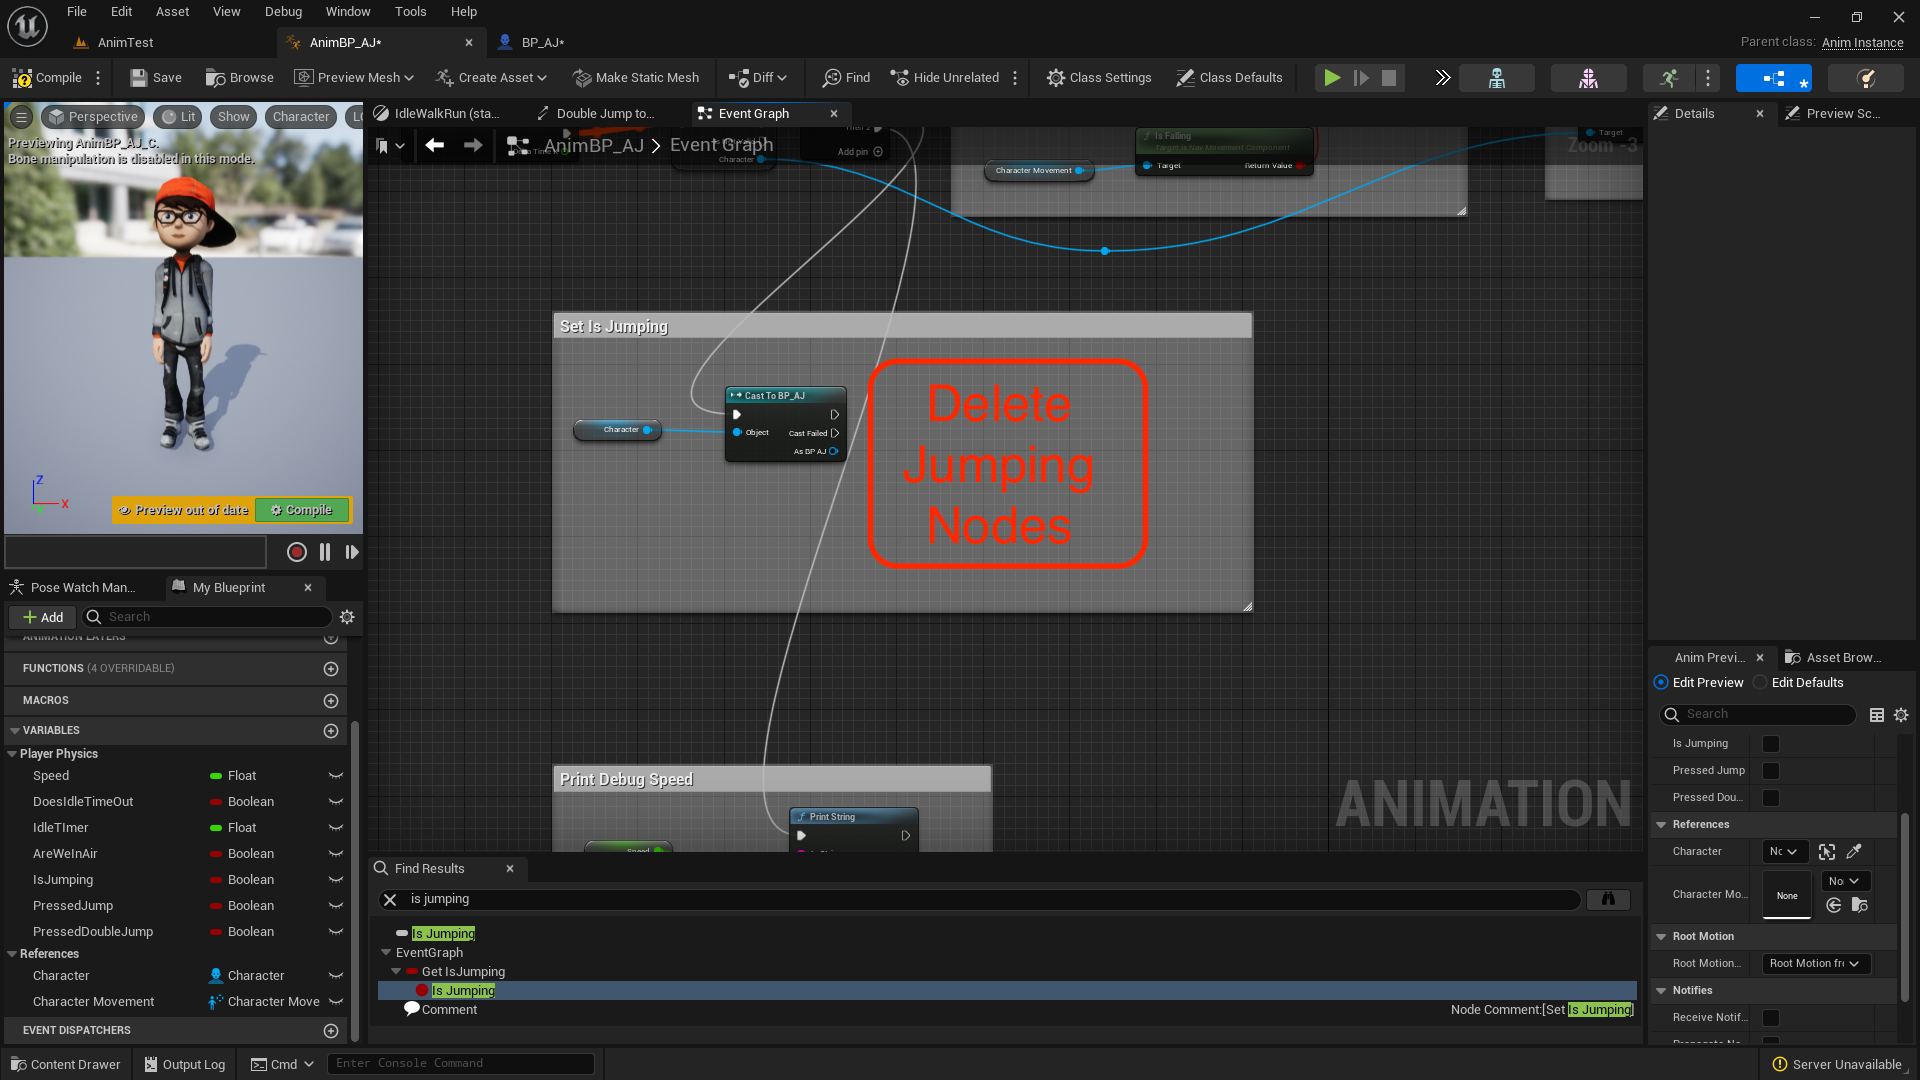 File Edit Asset View Debug Window Tools Help
AnimTest AnimBP_AJ* BP_AJ* Parent class: Anim Instance
Compile Save Browse Preview Mesh Create Asset Make Static Mesh Diff Find Hide Unrelated Class Settings Class Defaults
IdleWalkRun (sta... Double Jump to... Event Graph Details Preview Sc...
Perspective Lit Show Character
Previewing AnimBP_AJ_C.
Bone manipulation is disabled in this mode.
AnimBP_AJ > Event Graph
Zoom -3
Add pin
Character
Is Falling
Target is Nav Movement Component
Character Movement Target Return Value
Target
Set Is Jumping
Cast To BP_AJ
Character Object Cast Failed
As BP AJ
Delete
Jumping
Nodes
Z
X
Preview out of date Compile
Pose Watch Man... My Blueprint
Add Search
ANIMATION LAYERS
FUNCTIONS (4 OVERRIDABLE)
MACROS
VARIABLES
Player Physics
Speed Float
DoesIdleTimeOut Boolean
IdleTImer Float
AreWeInAir Boolean
IsJumping Boolean
PressedJump Boolean
PressedDoubleJump Boolean
References
Character Character
Character Movement Character Move
EVENT DISPATCHERS
Print Debug Speed
Print String
Speed
ANIMATION
Find Results
is jumping
Is Jumping
EventGraph
Get IsJumping
Is Jumping
Comment Node Comment:[Set Is Jumping]
Anim Previ... Asset Brow...
Edit Preview Edit Defaults
Search
Is Jumping
Pressed Jump
Pressed Dou...
References
Character
Character Mo... None
Root Motion
Root Motion... Root Motion fr
Notifies
Receive Notif...
Content Drawer Output Log Cmd Enter Console Command Server Unavailable